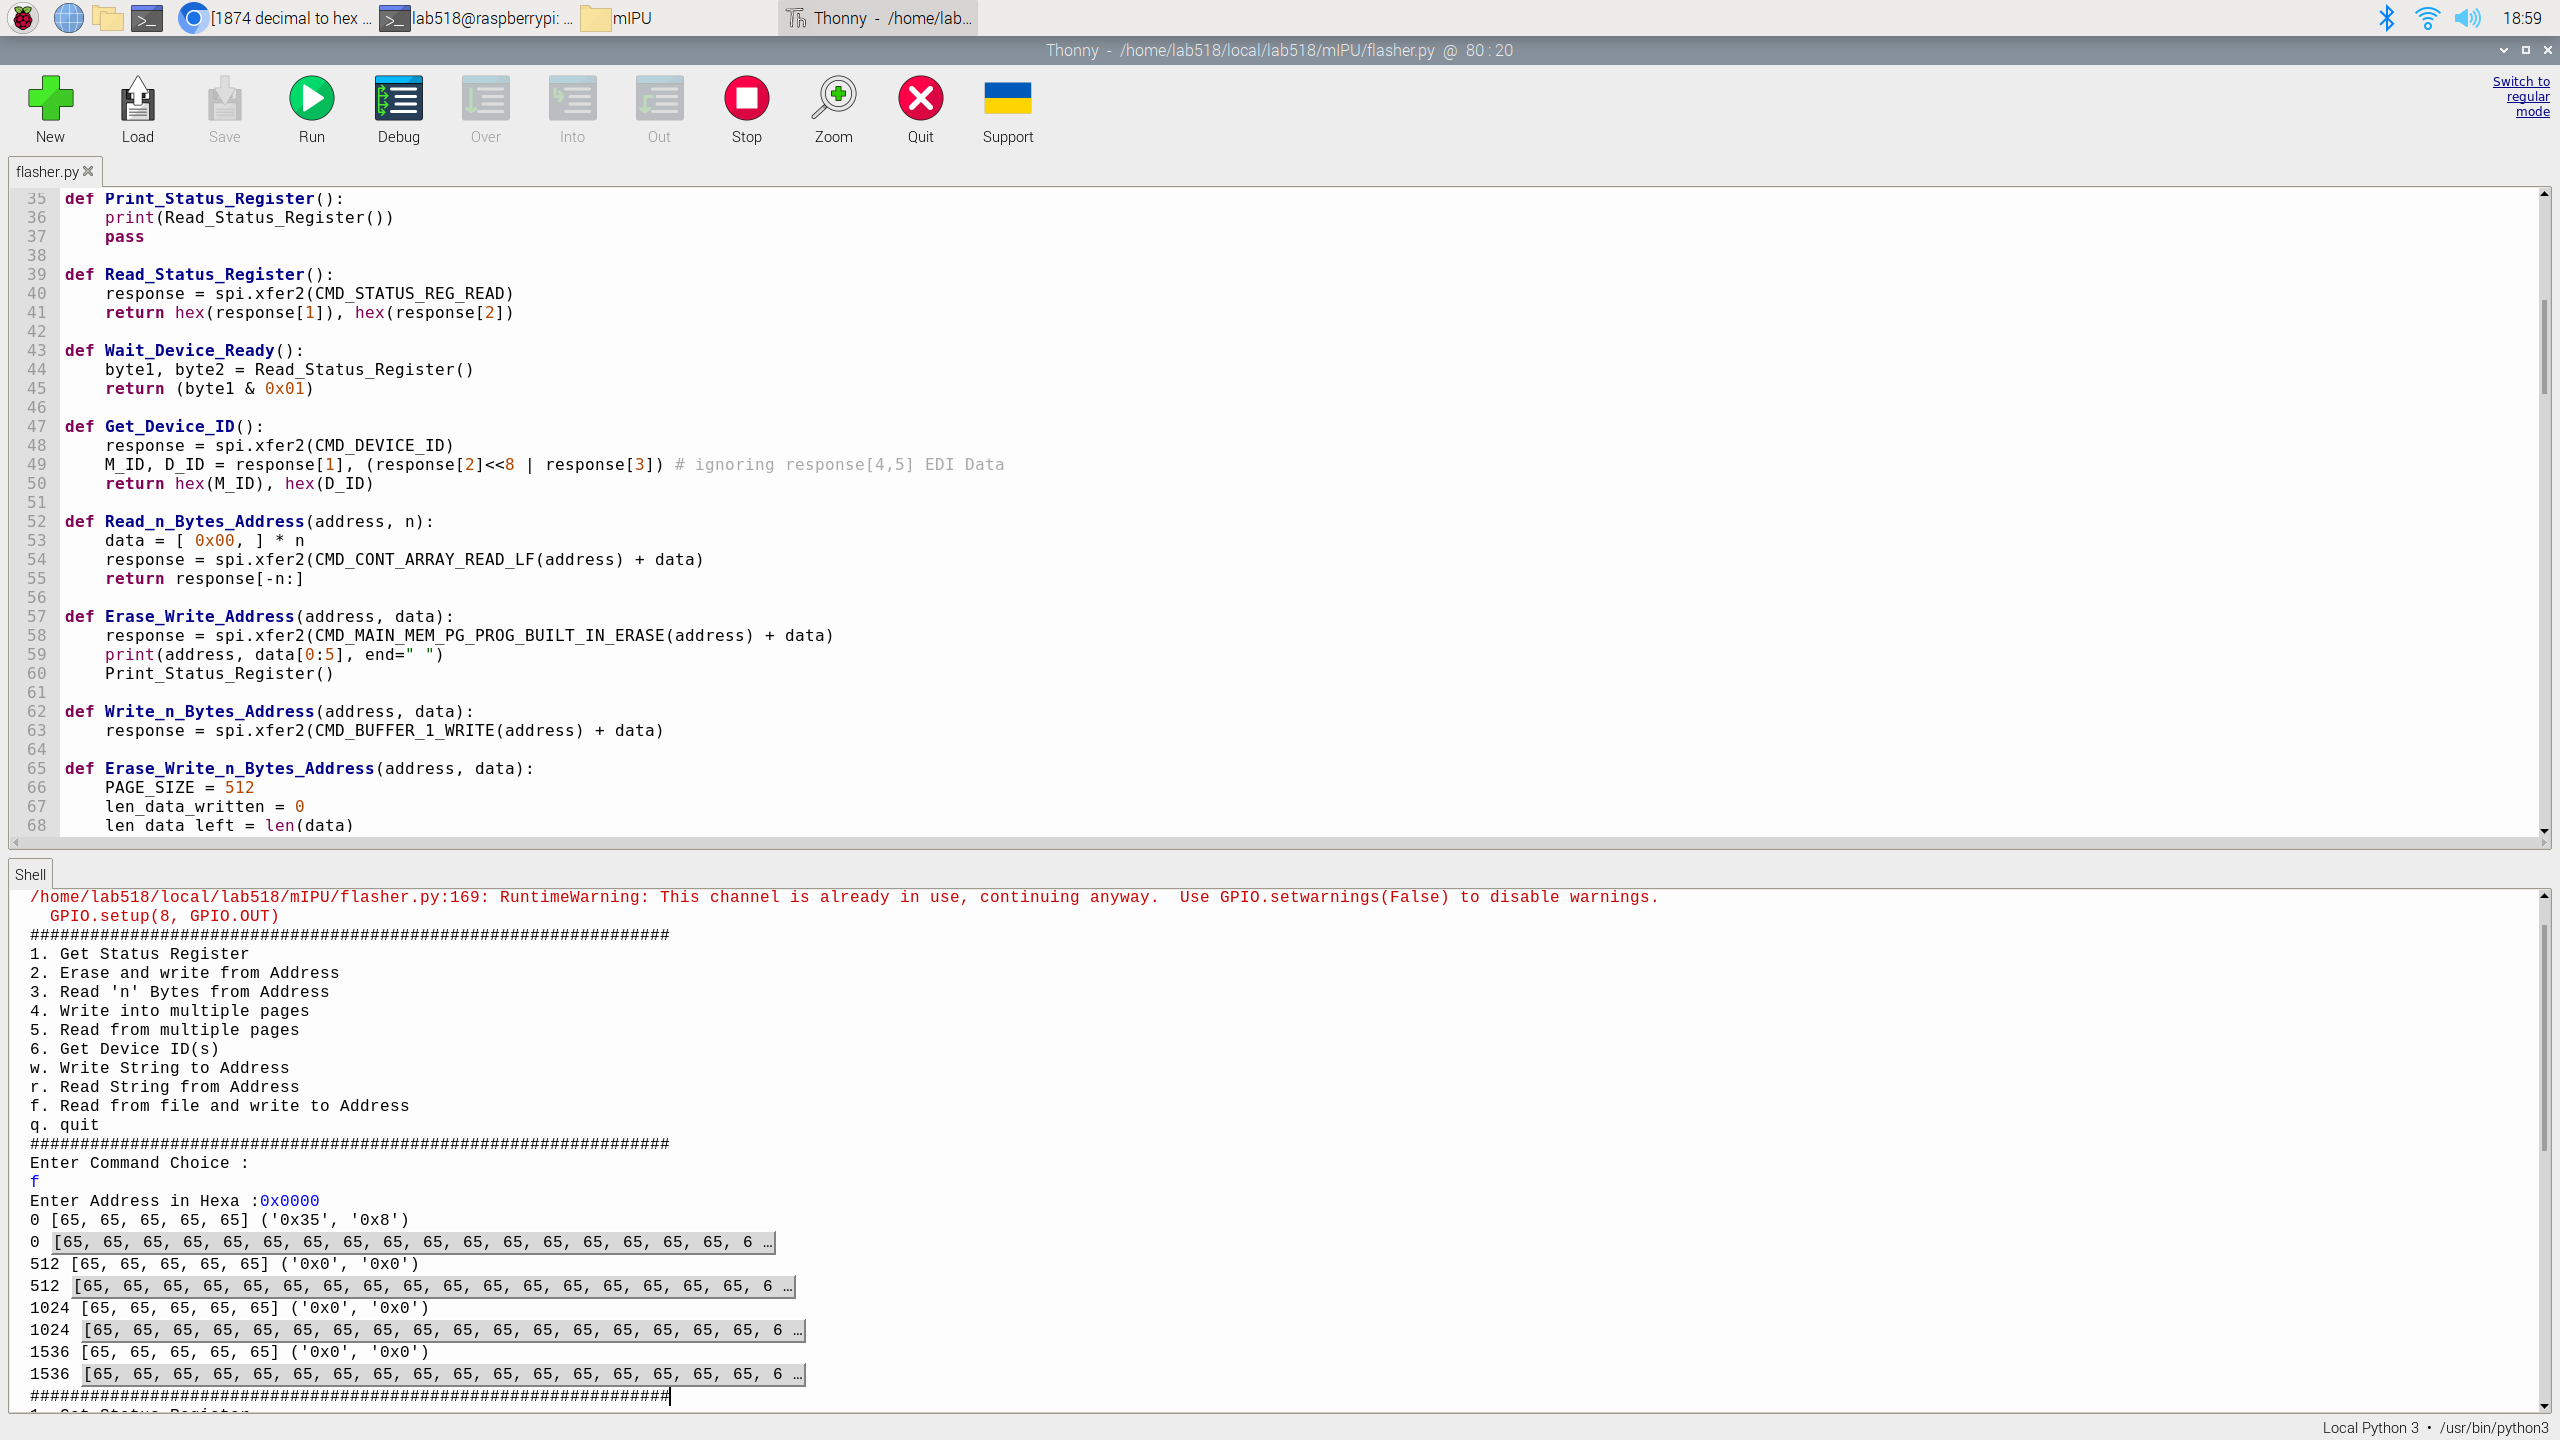 [1874 decimal to hex ... lab518@raspberrypi: ... mIPU Thonny - /home/lab... 18:59
Thonny - /home/lab518/local/lab518/mIPU/flasher.py @ 80 : 20
New Load Save Run Debug Over Into Out Stop Zoom Quit Support
Switch to
regular
mode
flasher.py
35 def Print_Status_Register():
36     print(Read_Status_Register())
37     pass
38
39 def Read_Status_Register():
40     response = spi.xfer2(CMD_STATUS_REG_READ)
41     return hex(response[1]), hex(response[2])
42
43 def Wait_Device_Ready():
44     byte1, byte2 = Read_Status_Register()
45     return (byte1 & 0x01)
46
47 def Get_Device_ID():
48     response = spi.xfer2(CMD_DEVICE_ID)
49     M_ID, D_ID = response[1], (response[2]<<8 | response[3]) # ignoring response[4,5] EDI Data
50     return hex(M_ID), hex(D_ID)
51
52 def Read_n_Bytes_Address(address, n):
53     data = [ 0x00, ] * n
54     response = spi.xfer2(CMD_CONT_ARRAY_READ_LF(address) + data)
55     return response[-n:]
56
57 def Erase_Write_Address(address, data):
58     response = spi.xfer2(CMD_MAIN_MEM_PG_PROG_BUILT_IN_ERASE(address) + data)
59     print(address, data[0:5], end=" ")
60     Print_Status_Register()
61
62 def Write_n_Bytes_Address(address, data):
63     response = spi.xfer2(CMD_BUFFER_1_WRITE(address) + data)
64
65 def Erase_Write_n_Bytes_Address(address, data):
66     PAGE_SIZE = 512
67     len_data_written = 0
68     len_data_left = len(data)
Shell
/home/lab518/local/lab518/mIPU/flasher.py:169: RuntimeWarning: This channel is already in use, continuing anyway.  Use GPIO.setwarnings(False) to disable warnings.
  GPIO.setup(8, GPIO.OUT)
################################################################
1. Get Status Register
2. Erase and write from Address
3. Read 'n' Bytes from Address
4. Write into multiple pages
5. Read from multiple pages
6. Get Device ID(s)
w. Write String to Address
r. Read String from Address
f. Read from file and write to Address
q. quit
################################################################
Enter Command Choice :
f
Enter Address in Hexa :0x0000
0 [65, 65, 65, 65, 65] ('0x35', '0x8')
0 [65, 65, 65, 65, 65, 65, 65, 65, 65, 65, 65, 65, 65, 65, 65, 65, 65, 6 …
512 [65, 65, 65, 65, 65] ('0x0', '0x0')
512 [65, 65, 65, 65, 65, 65, 65, 65, 65, 65, 65, 65, 65, 65, 65, 65, 65, 6 …
1024 [65, 65, 65, 65, 65] ('0x0', '0x0')
1024 [65, 65, 65, 65, 65, 65, 65, 65, 65, 65, 65, 65, 65, 65, 65, 65, 65, 6 …
1536 [65, 65, 65, 65, 65] ('0x0', '0x0')
1536 [65, 65, 65, 65, 65, 65, 65, 65, 65, 65, 65, 65, 65, 65, 65, 65, 65, 6 …
################################################################
1. Get Status Register
Local Python 3 • /usr/bin/python3